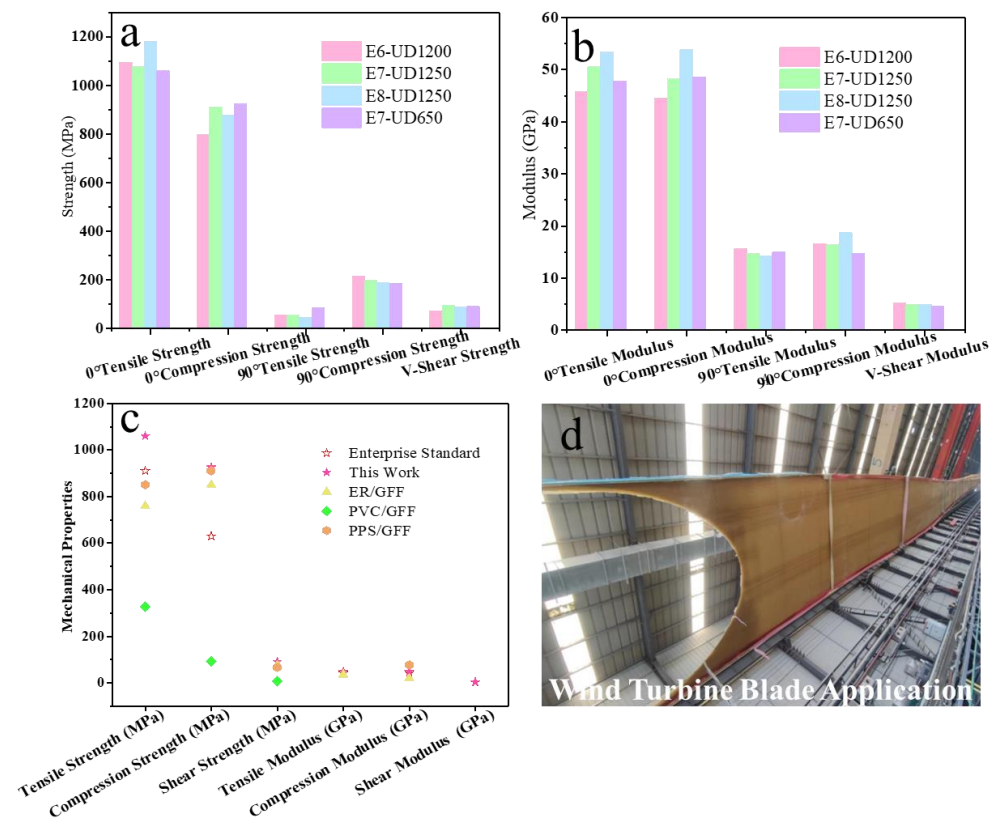 a
1200
1000
800
600
400
200
0
Strength (MPa)
E6-UD1200
E7-UD1250
E8-UD1250
E7-UD650
0°Tensile Strength
0°Compression Strength
90°Tensile Strength
90°Compression Strength
V-Shear Strength
b
60
50
40
30
20
10
0
Modulus (GPa)
E6-UD1200
E7-UD1250
E8-UD1250
E7-UD650
0°Tensile Modulus
0°Compression Modulus
90°Tensile Modulus
90°Compression Modulus
V-Shear Modulus
c
1200
1000
800
600
400
200
0
Mechanical Properties
Enterprise Standard
This Work
ER/GFF
PVC/GFF
PPS/GFF
Tensile Strength (MPa)
Compression Strength (MPa)
Shear Strength (MPa)
Tensile Modulus (GPa)
Compression Modulus (GPa)
Shear Modulus (GPa)
d
Wind Turbine Blade Application